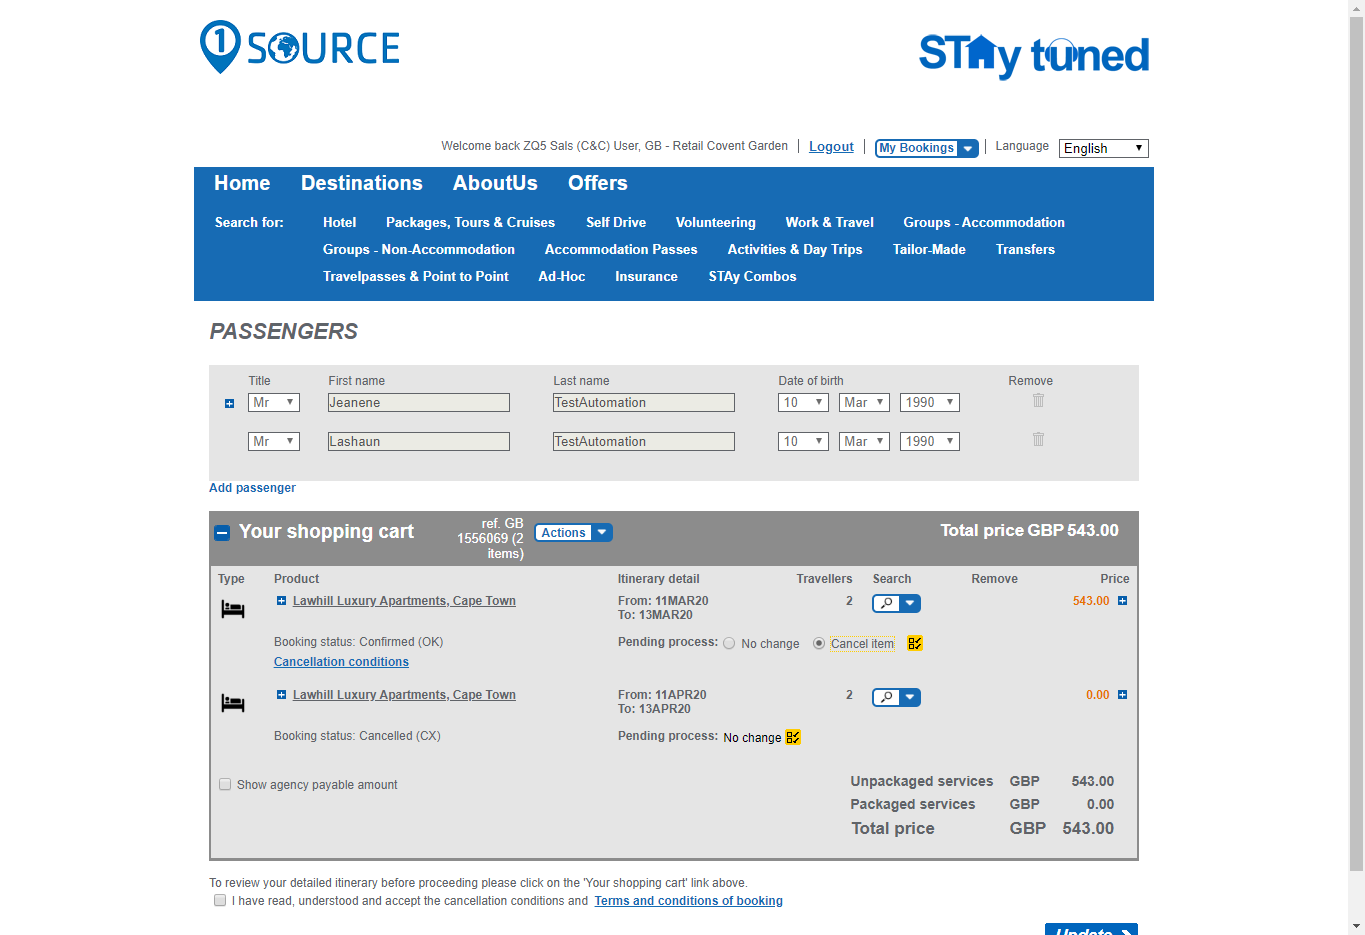 1 SOURCE
STAy tuned
Welcome back ZQ5 Sals (C&C) User, GB - Retail Covent Garden | Logout | My Bookings | Language English
Home Destinations AboutUs Offers
Search for: Hotel Packages, Tours & Cruises Self Drive Volunteering Work & Travel Groups - Accommodation
Groups - Non-Accommodation Accommodation Passes Activities & Day Trips Tailor-Made Transfers
Travelpasses & Point to Point Ad-Hoc Insurance STAy Combos
PASSENGERS
Title First name Last name Date of birth Remove
Mr Jeanene TestAutomation 10 Mar 1990
Mr Lashaun TestAutomation 10 Mar 1990
Add passenger
Your shopping cart ref. GB 1556069 (2 items) Actions Total price GBP 543.00
Type Product Itinerary detail Travellers Search Remove Price
Lawhill Luxury Apartments, Cape Town From: 11MAR20 2 543.00
To: 13MAR20
Booking status: Confirmed (OK) Pending process: No change Cancel item
Cancellation conditions
Lawhill Luxury Apartments, Cape Town From: 11APR20 2 0.00
To: 13APR20
Booking status: Cancelled (CX) Pending process: No change
Show agency payable amount Unpackaged services GBP 543.00
Packaged services GBP 0.00
Total price GBP 543.00
To review your detailed itinerary before proceeding please click on the 'Your shopping cart' link above.
I have read, understood and accept the cancellation conditions and Terms and conditions of booking
Update